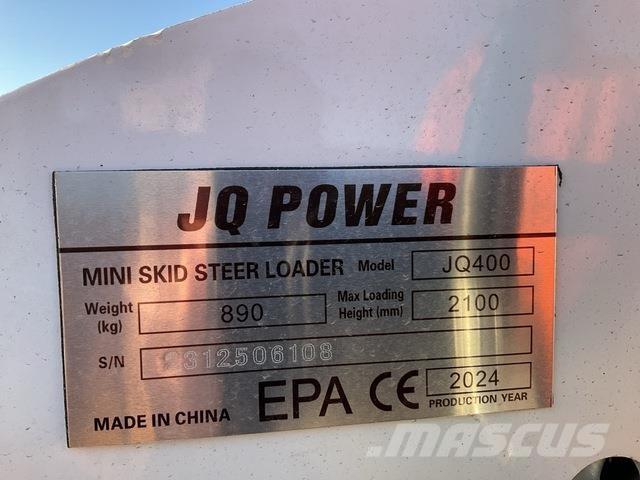 JQ POWER
MINI SKID STEER LOADER Model JQ400
Weight (kg) 890 Max Loading Height (mm) 2100
S/N 2312506108
MADE IN CHINA EPA CE 2024
PRODUCTION YEAR
MASCUS